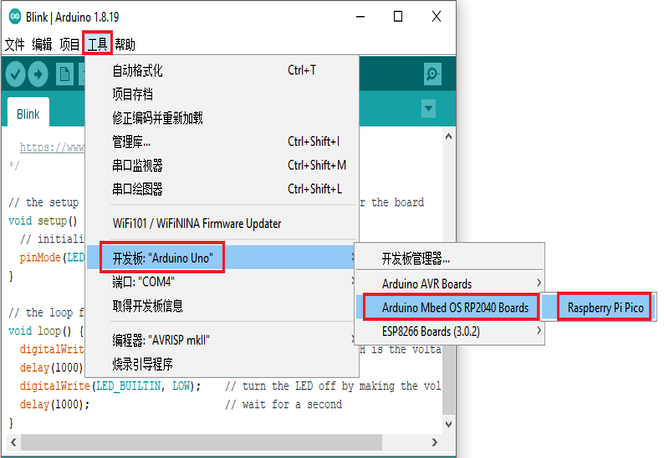 Blink | Arduino 1.8.19
文件 编辑 项目 工具 帮助
自动格式化 Ctrl+T
项目存档
修正编码并重新加载
管理库... Ctrl+Shift+I
串口监视器 Ctrl+Shift+M
串口绘图器 Ctrl+Shift+L
WiFi101 / WiFiNINA Firmware Updater
开发板: "Arduino Uno"
端口: "COM4"
取得开发板信息
编程器: "AVRISP mkII"
烧录引导程序
开发板管理器...
Arduino AVR Boards
Arduino Mbed OS RP2040 Boards
ESP8266 Boards (3.0.2)
Raspberry Pi Pico
Blink
https://www
*/
// the setup r the board
void setup()
// initiali
pinMode(LED
}
// the loop f
void loop() {
digitalWrit H is the volta
delay(1000)
digitalWrite(LED_BUILTIN, LOW); // turn the LED off by making the vol
delay(1000); // wait for a second
}